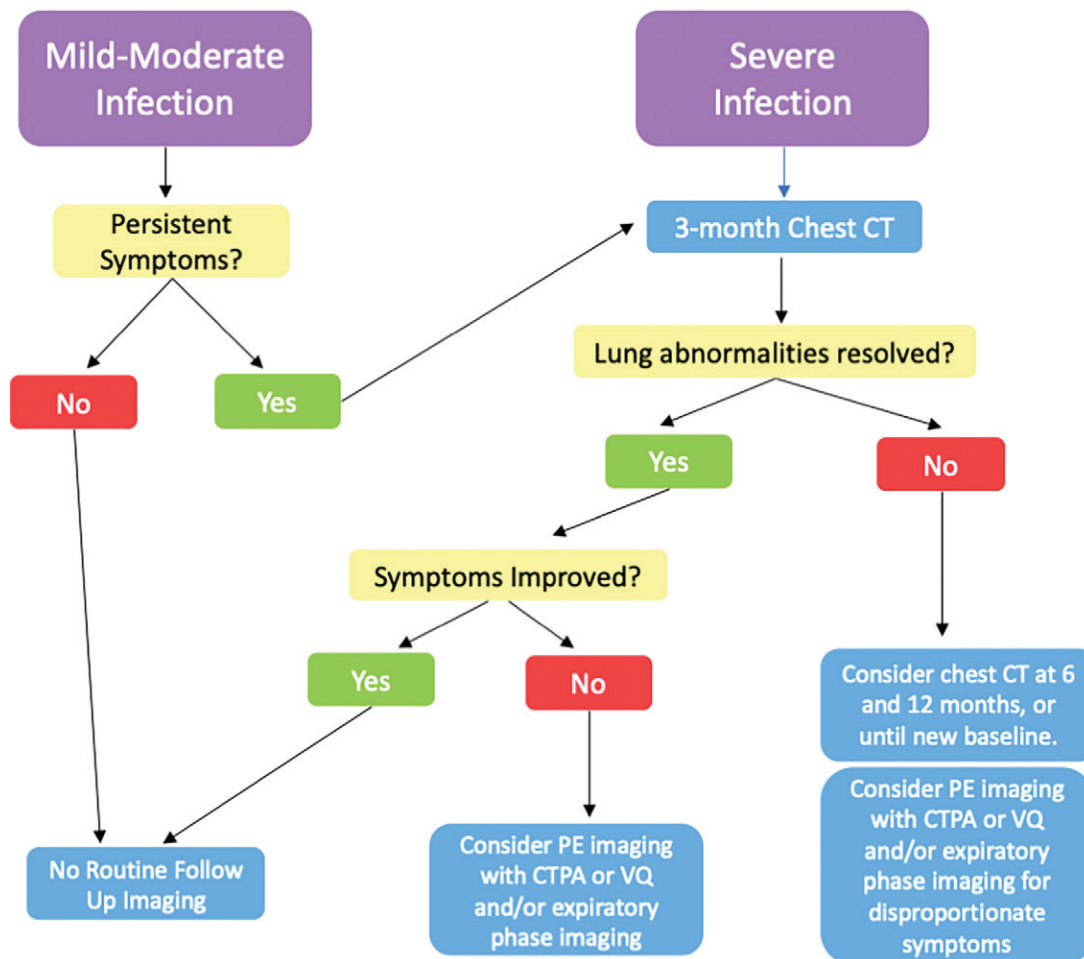 Mild-Moderate
Infection
Severe
Infection
Persistent
Symptoms?
3-month Chest CT
Lung abnormalities resolved?
No
Yes
Yes
No
Symptoms Improved?
Yes
No
Consider chest CT at 6
and 12 months, or
until new baseline.
No Routine Follow
Up Imaging
Consider PE imaging
with CTPA or VQ
and/or expiratory
phase imaging
Consider PE imaging
with CTPA or VQ
and/or expiratory
phase imaging for
disproportionate
symptoms